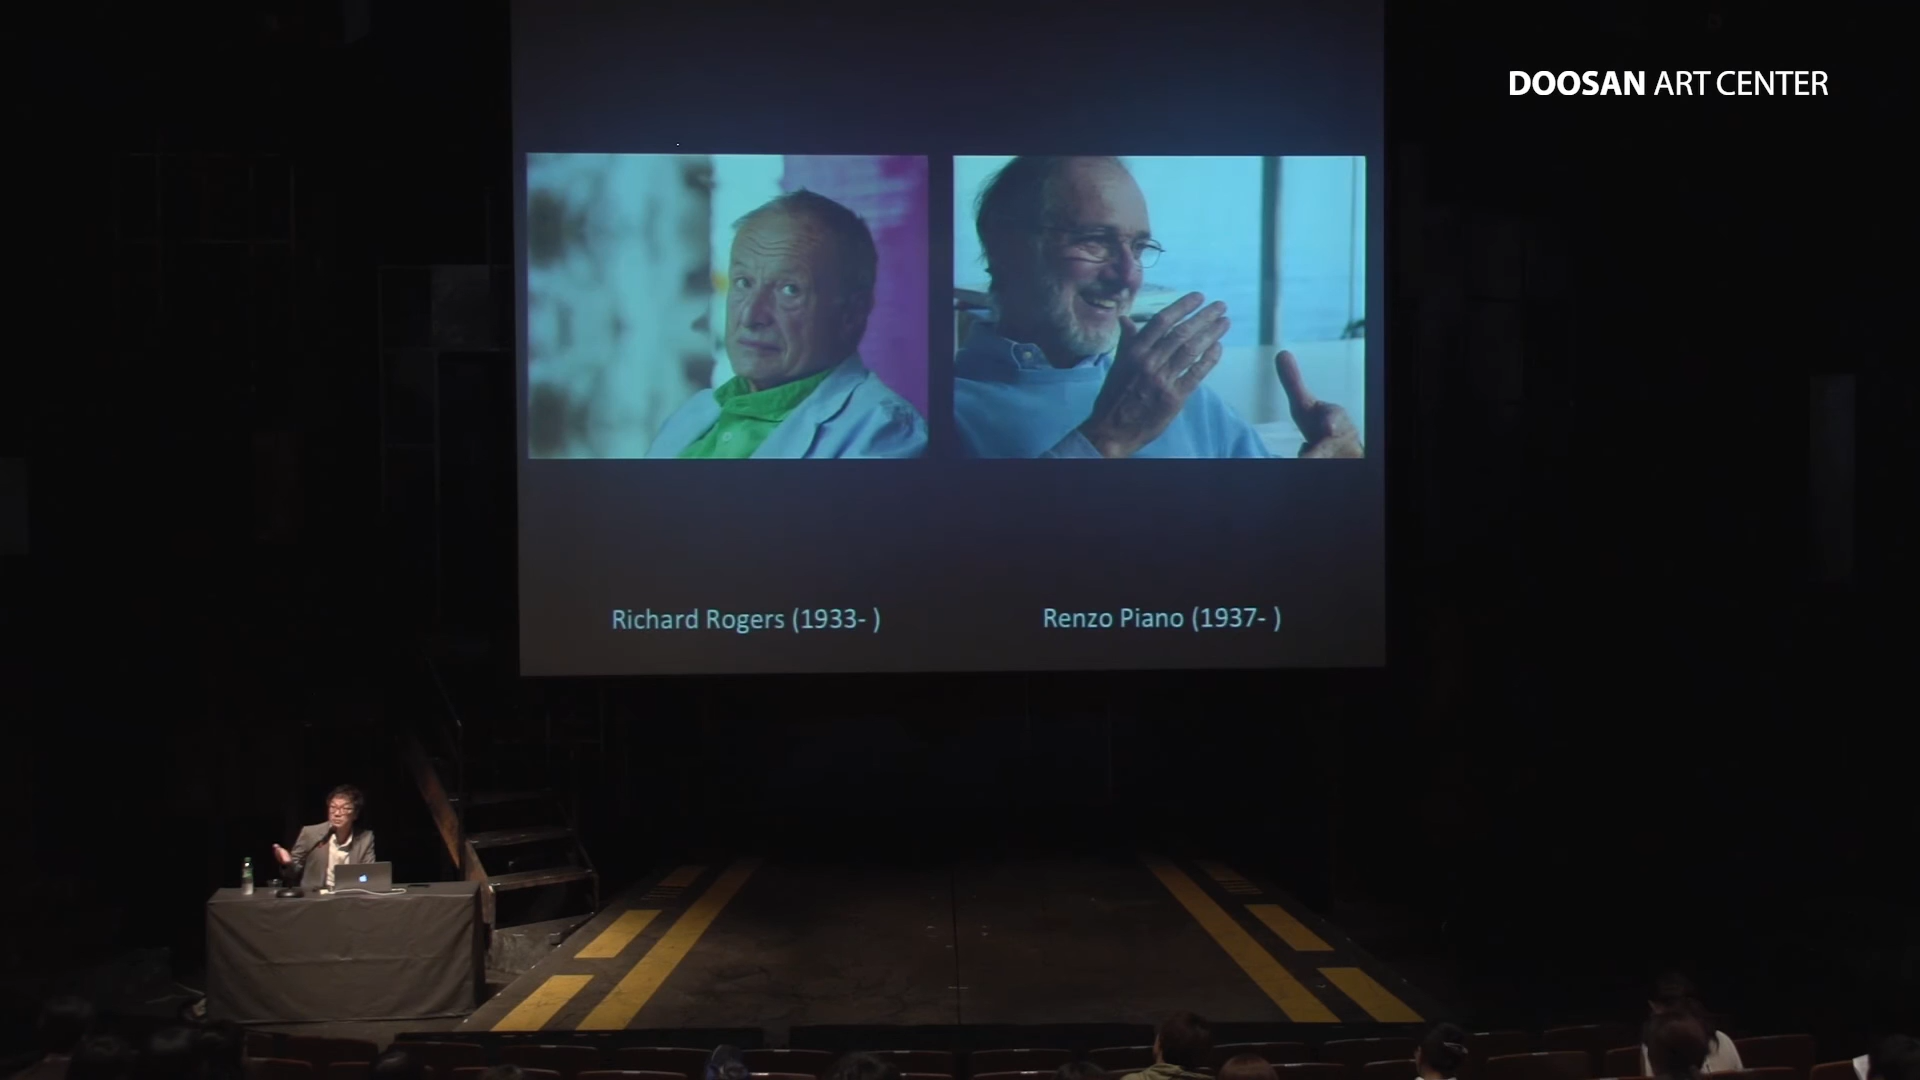 DOOSAN ART CENTER
Richard Rogers (1933- )
Renzo Piano (1937- )